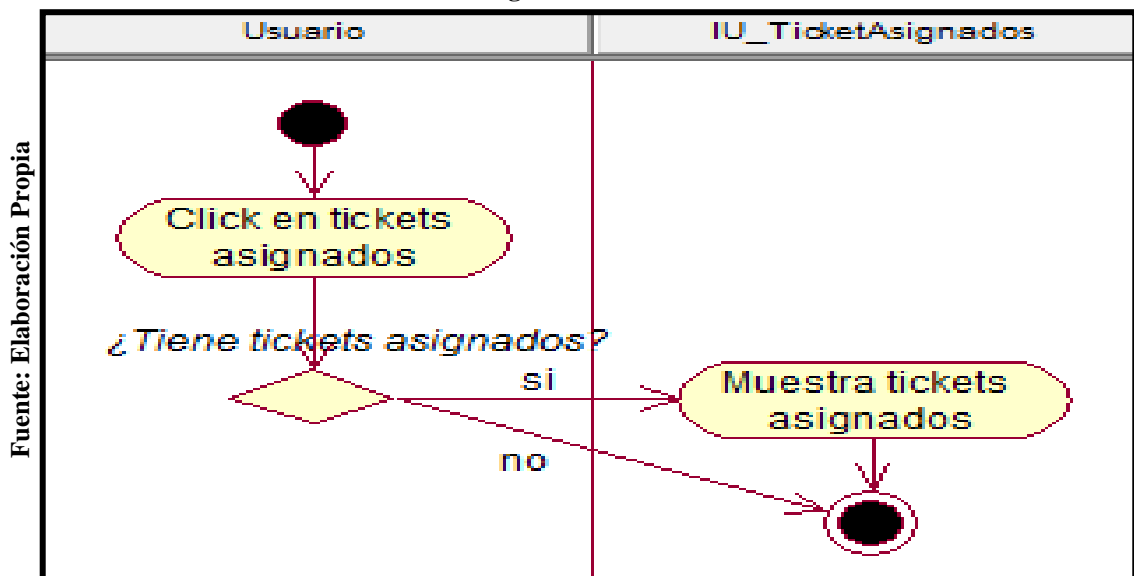 Usuario
IU_TicketAsignados
Click en tickets
asignados
¿Tiene tickets asignados?
si
Muestra tickets
asignados
no
Fuente: Elaboración Propia